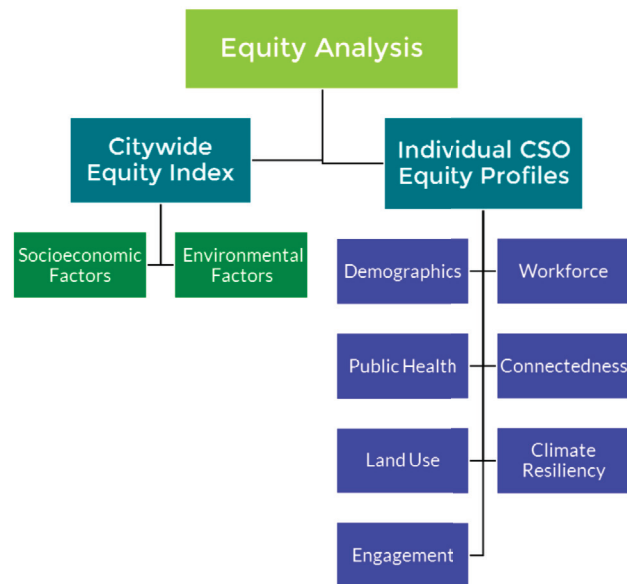 Equity Analysis
Citywide
Equity Index
Individual CSO
Equity Profiles
Socioeconomic
Factors
Environmental
Factors
Demographics
Workforce
Public Health
Connectedness
Land Use
Climate
Resiliency
Engagement